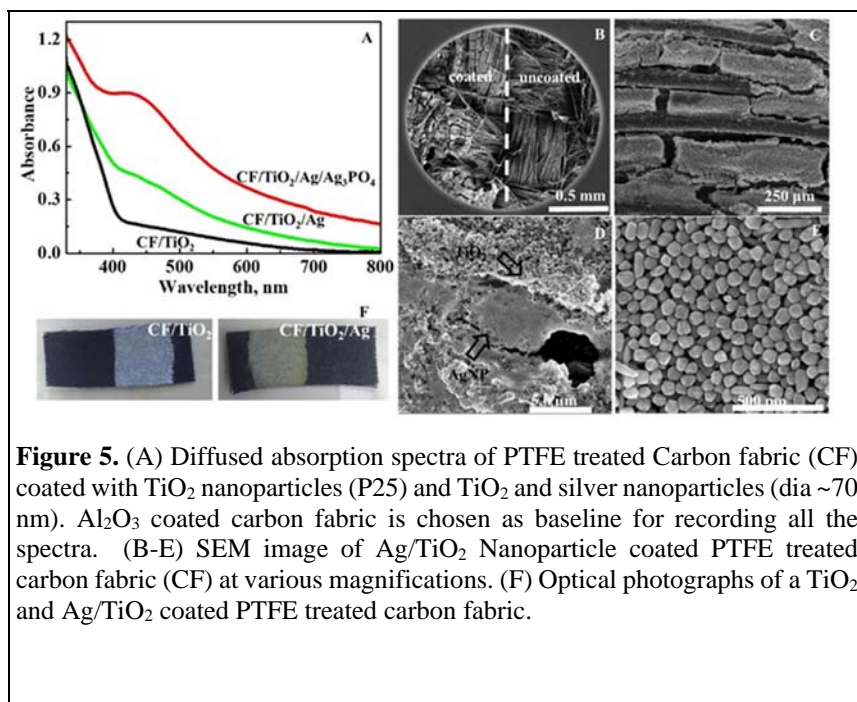 A
1.2
0.9
0.6
0.3
0.0
Absorbance
CF/TiO₂/Ag/Ag₃PO₄
CF/TiO₂/Ag
CF/TiO₂
400 500 600 700 800
Wavelength, nm
B
coated uncoated
0.5 mm
C
250 µm
D
TiO₂
AgNP
5.0 µm
E
500 nm
F
CF/TiO₂
CF/TiO₂/Ag
Figure 5. (A) Diffused absorption spectra of PTFE treated Carbon fabric (CF)
coated with TiO₂ nanoparticles (P25) and TiO₂ and silver nanoparticles (dia ~70
nm). Al₂O₃ coated carbon fabric is chosen as baseline for recording all the
spectra. (B-E) SEM image of Ag/TiO₂ Nanoparticle coated PTFE treated
carbon fabric (CF) at various magnifications. (F) Optical photographs of a TiO₂
and Ag/TiO₂ coated PTFE treated carbon fabric.